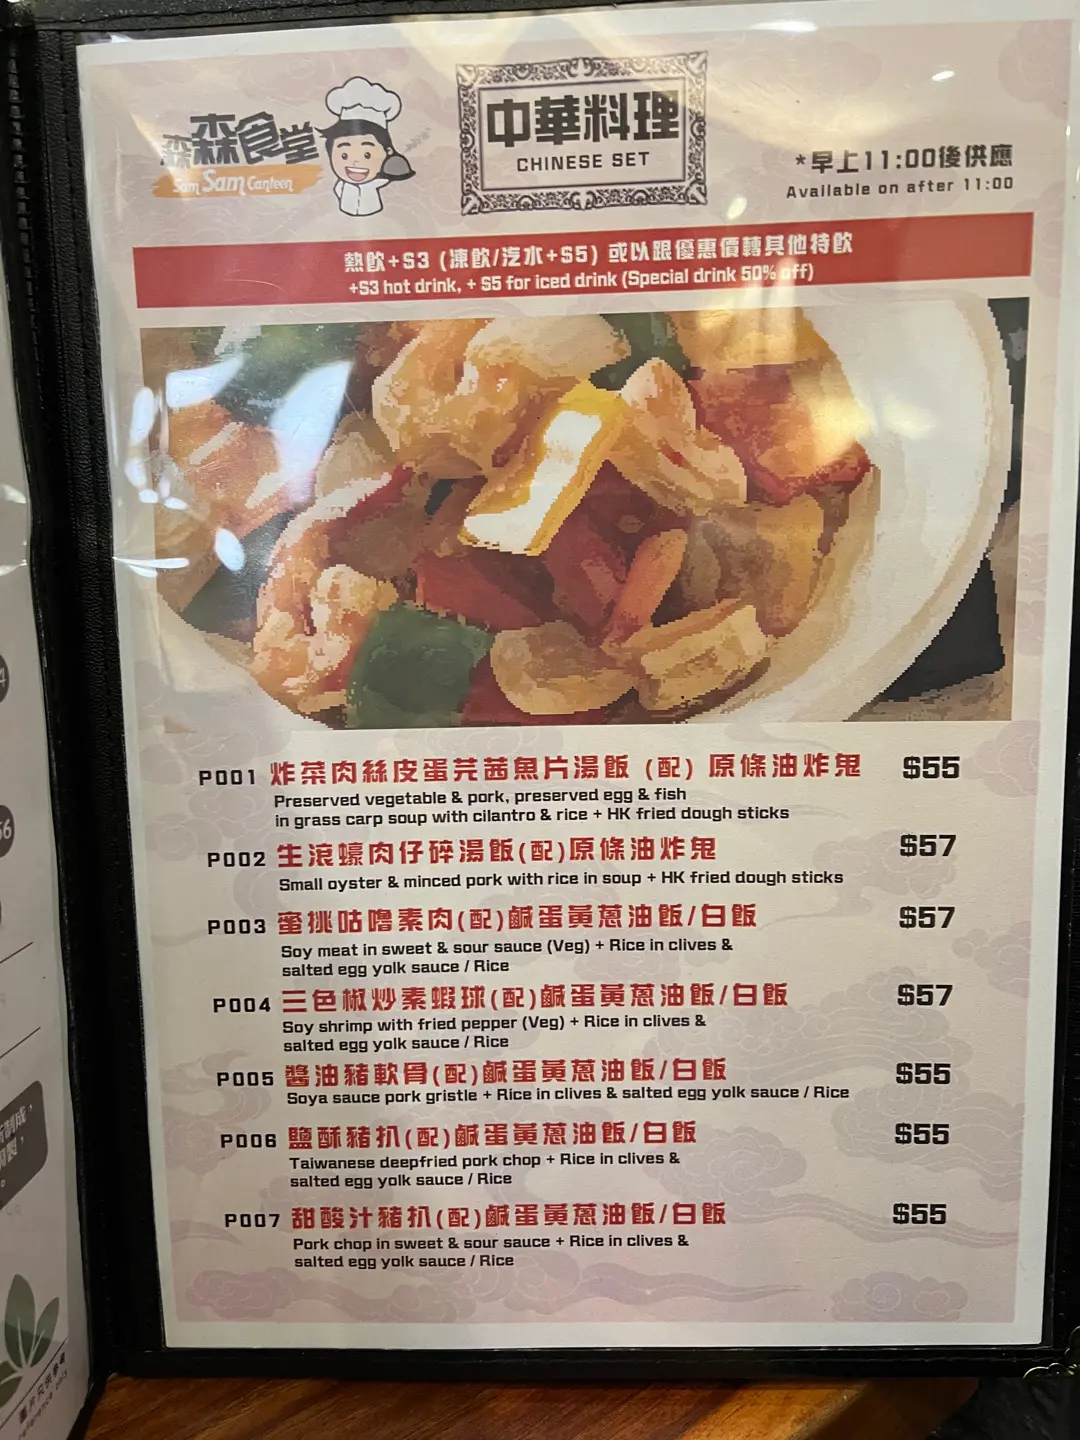 森森食堂
Sam Sam Canteen
中華料理
CHINESE SET
*早上11:00後供應
Available on after 11:00
熱飲+$3 (凍飲/汽水+$5) 或以跟優惠價轉其他特飲
+$3 hot drink, + $5 for iced drink (Special drink 50% off)
P001 炸菜肉絲皮蛋芫茜魚片湯飯 (配) 原條油炸鬼 $55
Preserved vegetable & pork, preserved egg & fish
in grass carp soup with cilantro & rice + HK fried dough sticks
P002 生滾蠔肉仔碎湯飯(配)原條油炸鬼 $57
Small oyster & minced pork with rice in soup + HK fried dough sticks
P003 蜜桃咕嚕素肉(配)鹹蛋黃蔥油飯/白飯 $57
Soy meat in sweet & sour sauce (Veg) + Rice in clives &
salted egg yolk sauce / Rice
P004 三色椒炒素蝦球(配)鹹蛋黃蔥油飯/白飯 $57
Soy shrimp with fried pepper (Veg) + Rice in clives &
salted egg yolk sauce / Rice
P005 醬油豬軟骨(配)鹹蛋黃蔥油飯/白飯 $55
Soya sauce pork gristle + Rice in clives & salted egg yolk sauce / Rice
P006 鹽酥豬扒(配)鹹蛋黃蔥油飯/白飯 $55
Taiwanese deepfried pork chop + Rice in clives &
salted egg yolk sauce / Rice
P007 甜酸汁豬扒(配)鹹蛋黃蔥油飯/白飯 $55
Pork chop in sweet & sour sauce + Rice in clives &
salted egg yolk sauce / Rice